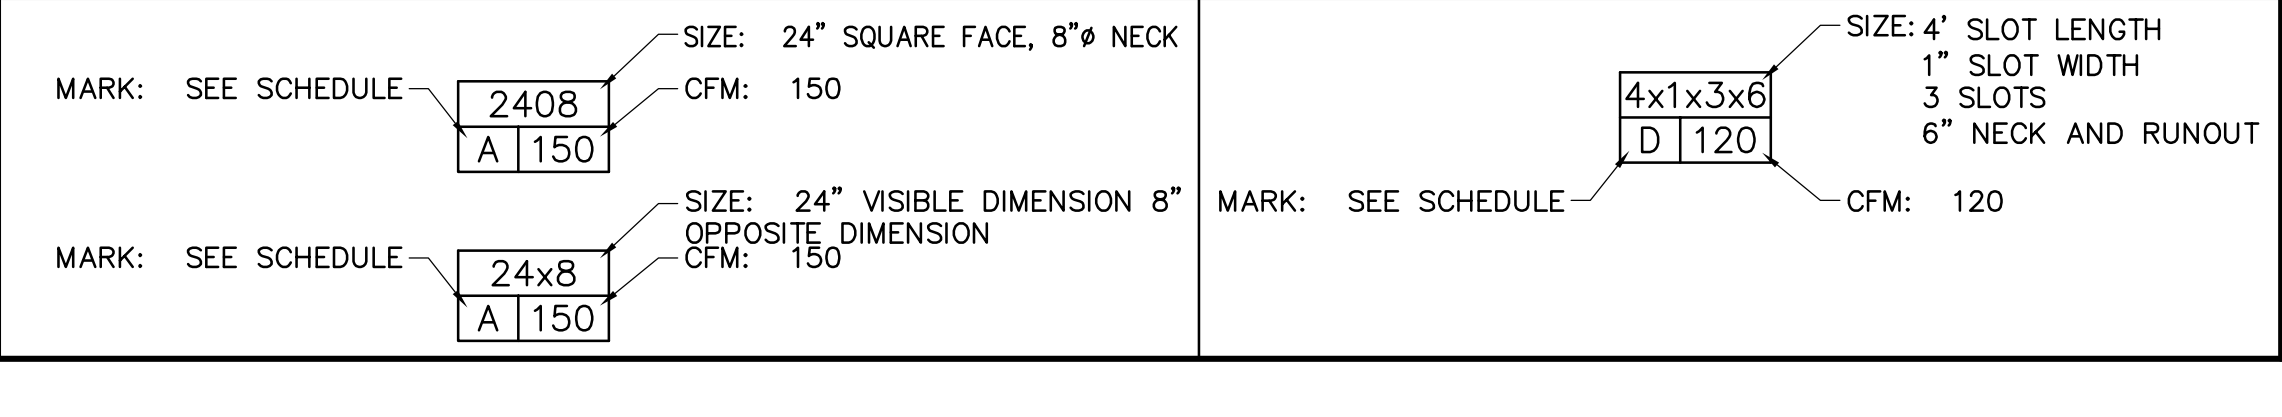 SIZE: 24" SQUARE FACE, 8"ø NECK
MARK: SEE SCHEDULE
CFM: 150
2408
A 150
SIZE: 24" VISIBLE DIMENSION 8"
OPPOSITE DIMENSION
MARK: SEE SCHEDULE
CFM: 150
24x8
A 150
SIZE: 4' SLOT LENGTH
1" SLOT WIDTH
3 SLOTS
6" NECK AND RUNOUT
4x1x3x6
D 120
MARK: SEE SCHEDULE
CFM: 120